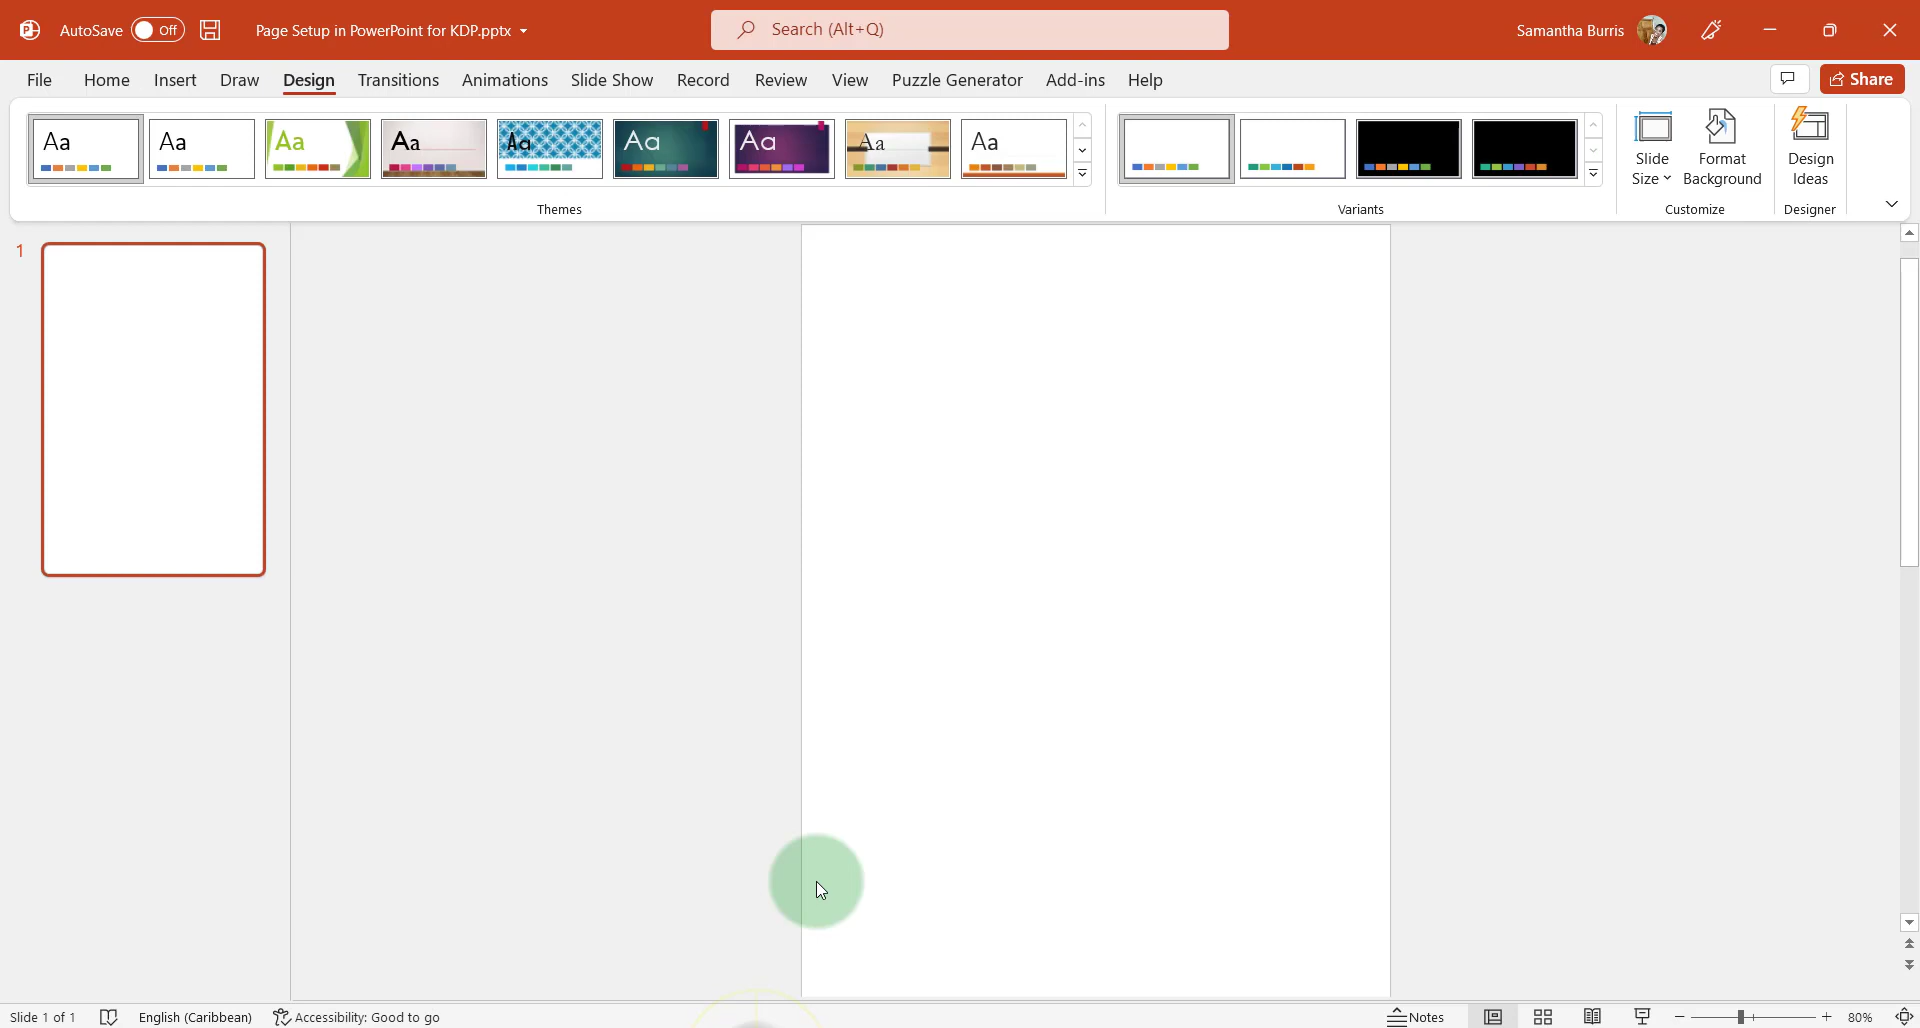 AutoSave Off Page Setup in PowerPoint for KDP.pptx Search (Alt+Q) Samantha Burris
File Home Insert Draw Design Transitions Animations Slide Show Record Review View Puzzle Generator Add-ins Help Share
Aa Aa Aa Aa Aa Aa Aa Aa Aa
Slide Size Format Background Design Ideas
Themes Variants Customize Designer
1
Slide 1 of 1 English (Caribbean) Accessibility: Good to go Notes 80%